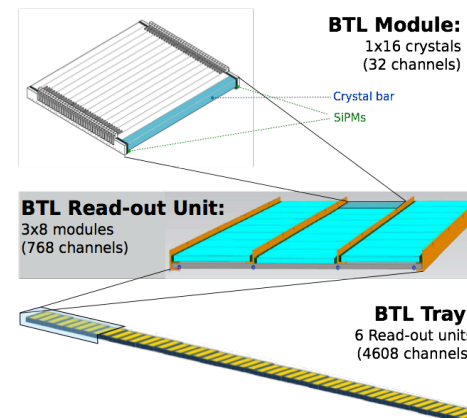 BTL Module:
1x16 crystals
(32 channels)
Crystal bar
SiPMs
BTL Read-out Unit:
3x8 modules
(768 channels)
BTL Tray
6 Read-out units
(4608 channels